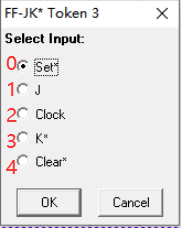 FF-JK* Token 3
Select Input:
0 Set*
1 J
2 Clock
3 K*
4 Clear*
OK Cancel